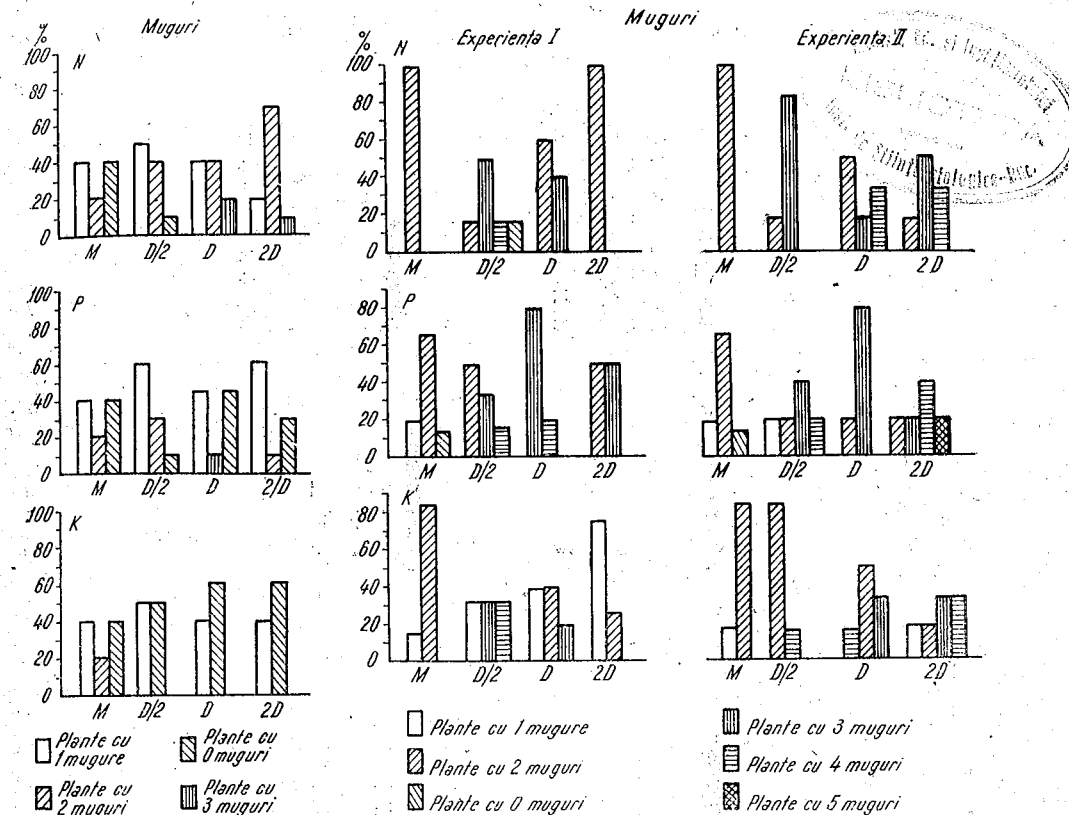 Muguri
Muguri
Experiența I
Experiența II
%
N
100
80
60
40
20
0
M D/2 D 2D
%
N
100
80
60
40
20
0
M D/2 D 2D
M D/2 D 2D
P
100
80
60
40
20
0
M D/2 D 2/D
P
80
60
40
20
0
M D/2 D 2D
M D/2 D 2D
K
100
80
60
40
20
0
M D/2 D 2D
K
80
60
40
20
0
M D/2 D 2D
M D/2 D 2D
Plante cu
1 mugure
Plante cu
0 muguri
Plante cu
2 muguri
Plante cu
3 muguri
Plante cu 1 mugure
Plante cu 2 muguri
Plante cu 0 muguri
Plante cu 3 muguri
Plante cu 4 muguri
Plante cu 5 muguri